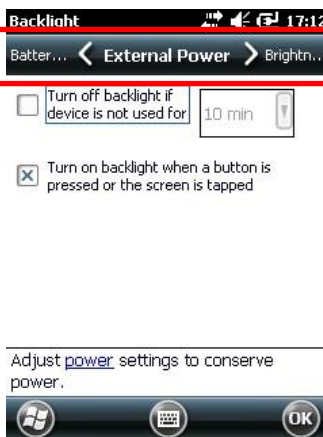 Backlight 17:12
Batter... External Power Brightn...
Turn off backlight if
device is not used for 10 min
Turn on backlight when a button is
pressed or the screen is tapped
Adjust power settings to conserve
power.
OK